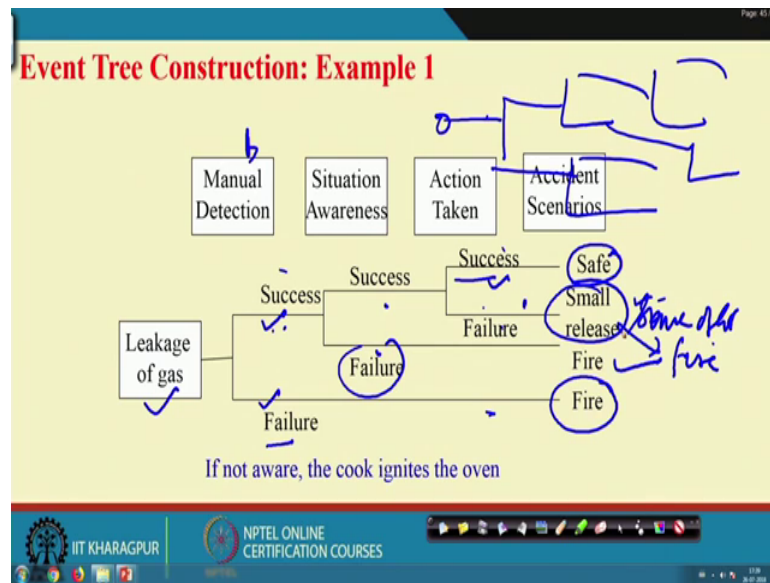 Page: 45
Event Tree Construction: Example 1
b
Manual
Detection
Situation
Awareness
Action
Taken
Accident
Scenarios
Leakage
of gas
Success
Failure
Success
Failure
Success
Failure
Safe
Small
release
Fire
fire
Fire
If not aware, the cook ignites the oven
IIT KHARAGPUR
NPTEL ONLINE
CERTIFICATION COURSES